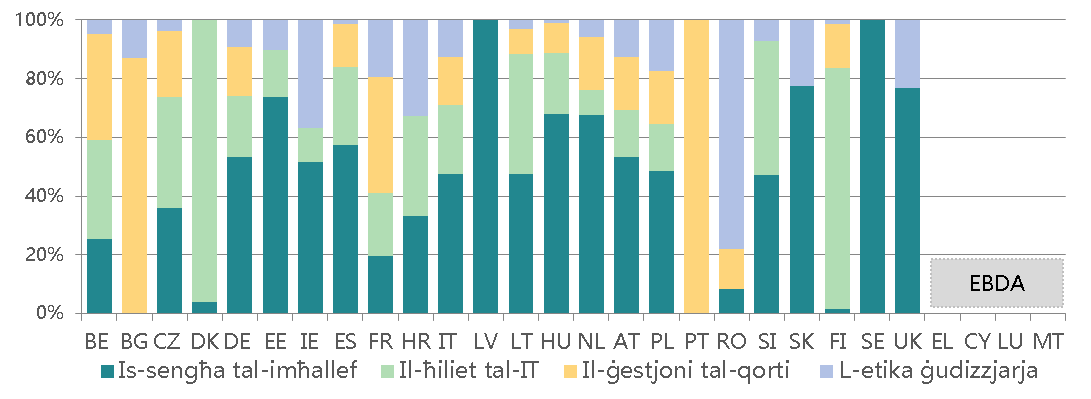 100%
80%
60%
40%
20%
0%
EBDA
BE BG CZ DK DE EE IE ES FR HR IT LV LT HU NL AT PL PT RO SI SK FI SE UK EL CY LU MT
Is-sengħa tal-imħallef Il-ħiliet tal-IT Il-ġestjoni tal-qorti L-etika ġudizzjarja